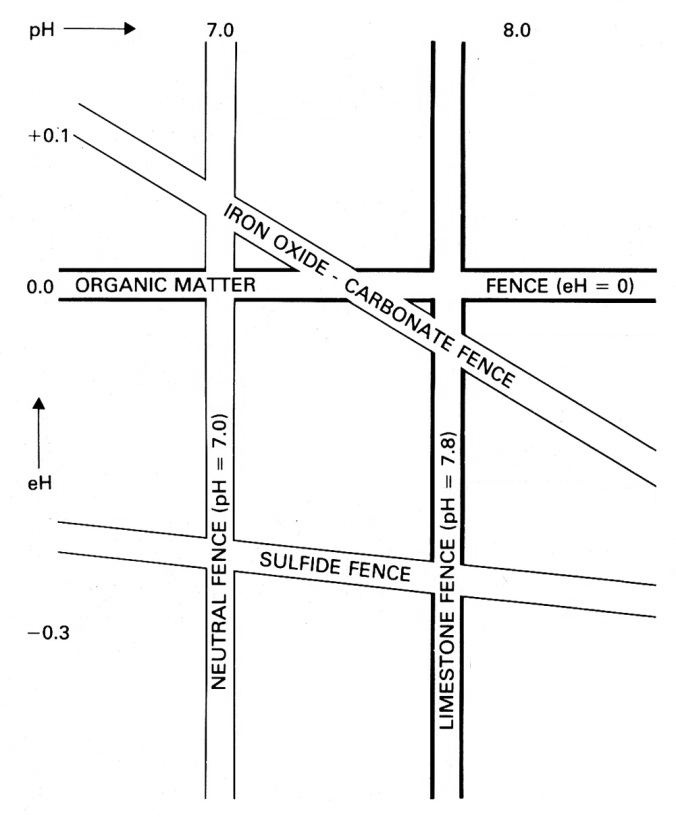 pH
7.0
8.0
+0.1
IRON OXIDE - CARBONATE FENCE
0.0
ORGANIC MATTER
FENCE (eH = 0)
eH
NEUTRAL FENCE (pH = 7.0)
LIMESTONE FENCE (pH = 7.8)
SULFIDE FENCE
−0.3